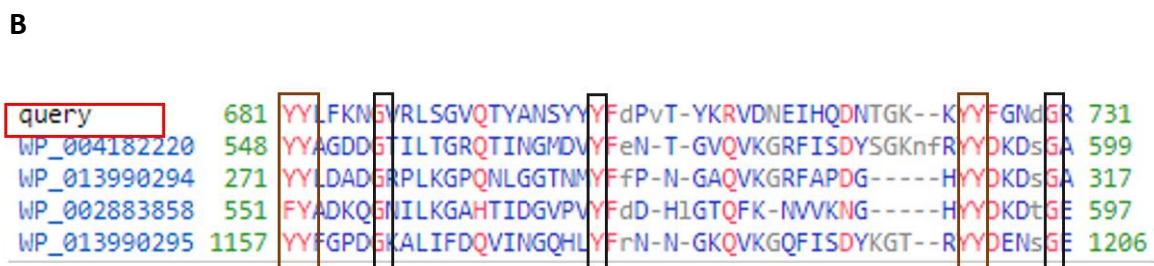 B
query 681 YYLFKNGVRLSGVQTYANSYYYFdPvT-YKRVDNEIHQDNTGK--KYYFGNdGR 731
WP_004182220 548 YYAGDDGTILTGRQTINGMDVYFeN-T-GVQVKGRFISDYSGKnfRYYDKDsGA 599
WP_013990294 271 YYLDADGRPLKGPQNLGGTNMYFfP-N-GAQVKGRFAPDG-----HYYDKDsGA 317
WP_002883858 551 FYADKQGNILKGAHTIDGVPVYFdD-HlGTQFK-NVVKNG-----HYYDKDtGE 597
WP_013990295 1157 YYFGPDGKALIFDQVINGQHLYFrN-N-GKQVKGQFISDYKGT--RYYDENsGE 1206